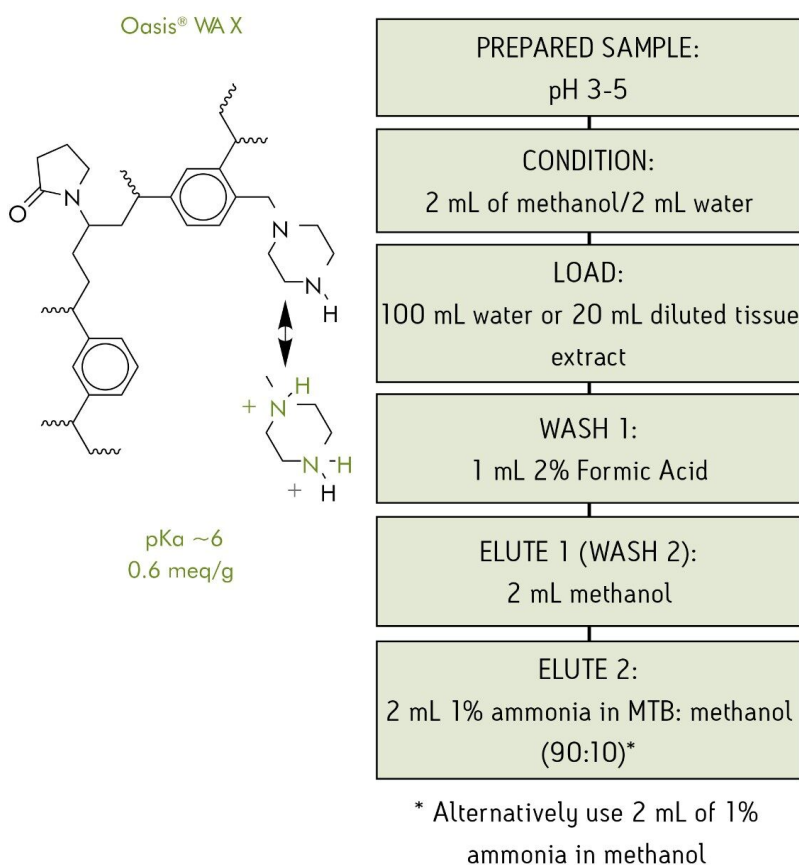 Oasis® WAX
O
N
N
N
H
+
N
H
N
-H
+
H
pKa ~6
0.6 meq/g
PREPARED SAMPLE:
pH 3-5
CONDITION:
2 mL of methanol/2 mL water
LOAD:
100 mL water or 20 mL diluted tissue
extract
WASH 1:
1 mL 2% Formic Acid
ELUTE 1 (WASH 2):
2 mL methanol
ELUTE 2:
2 mL 1% ammonia in MTB: methanol
(90:10)*
* Alternatively use 2 mL of 1%
ammonia in methanol